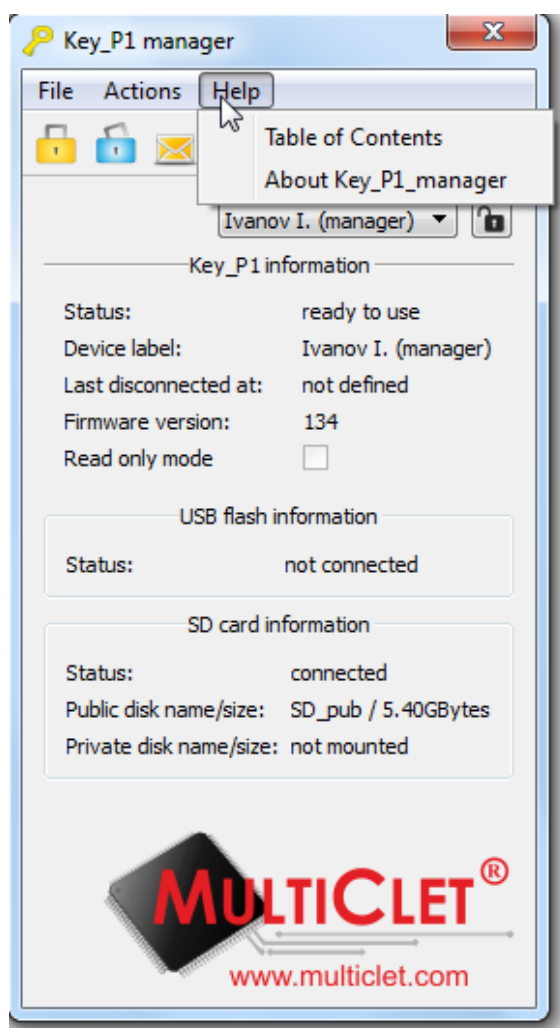 Key_P1 manager
File Actions Help
Table of Contents
About Key_P1_manager
Ivanov I. (manager)
Key_P1 information
Status: ready to use
Device label: Ivanov I. (manager)
Last disconnected at: not defined
Firmware version: 134
Read only mode
USB flash information
Status: not connected
SD card information
Status: connected
Public disk name/size: SD_pub / 5.40GBytes
Private disk name/size: not mounted
MULTICLET®
www.multiclet.com